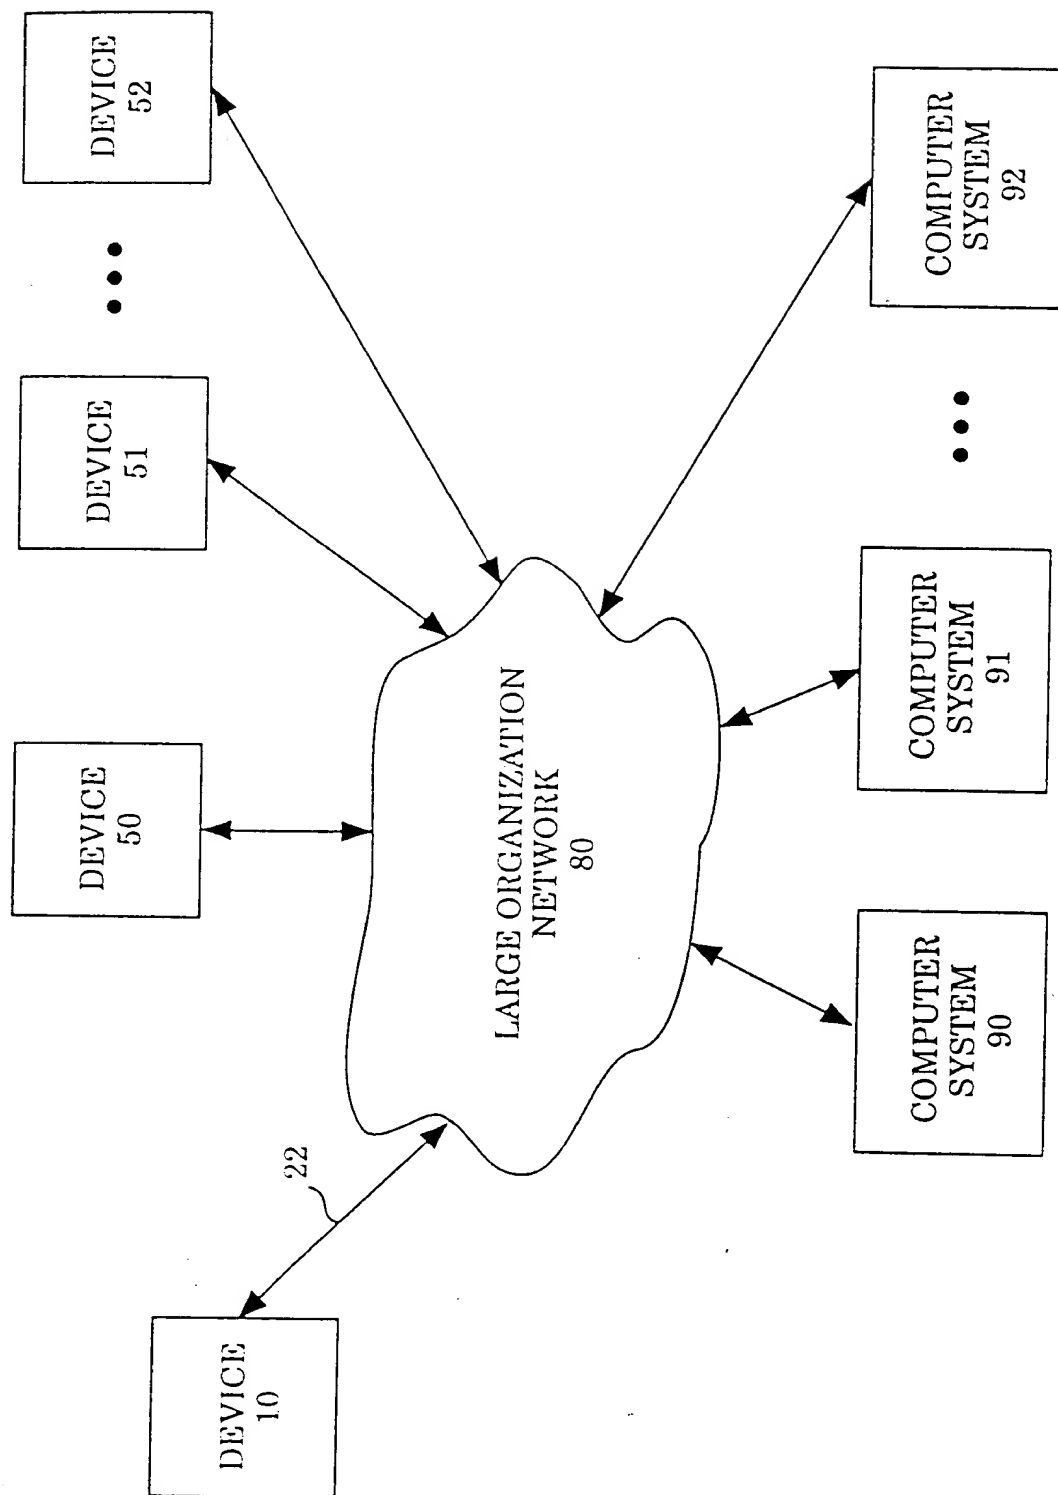 DEVICE
10
22
DEVICE
50
DEVICE
51
DEVICE
52
LARGE ORGANIZATION
NETWORK
80
COMPUTER
SYSTEM
90
COMPUTER
SYSTEM
91
COMPUTER
SYSTEM
92